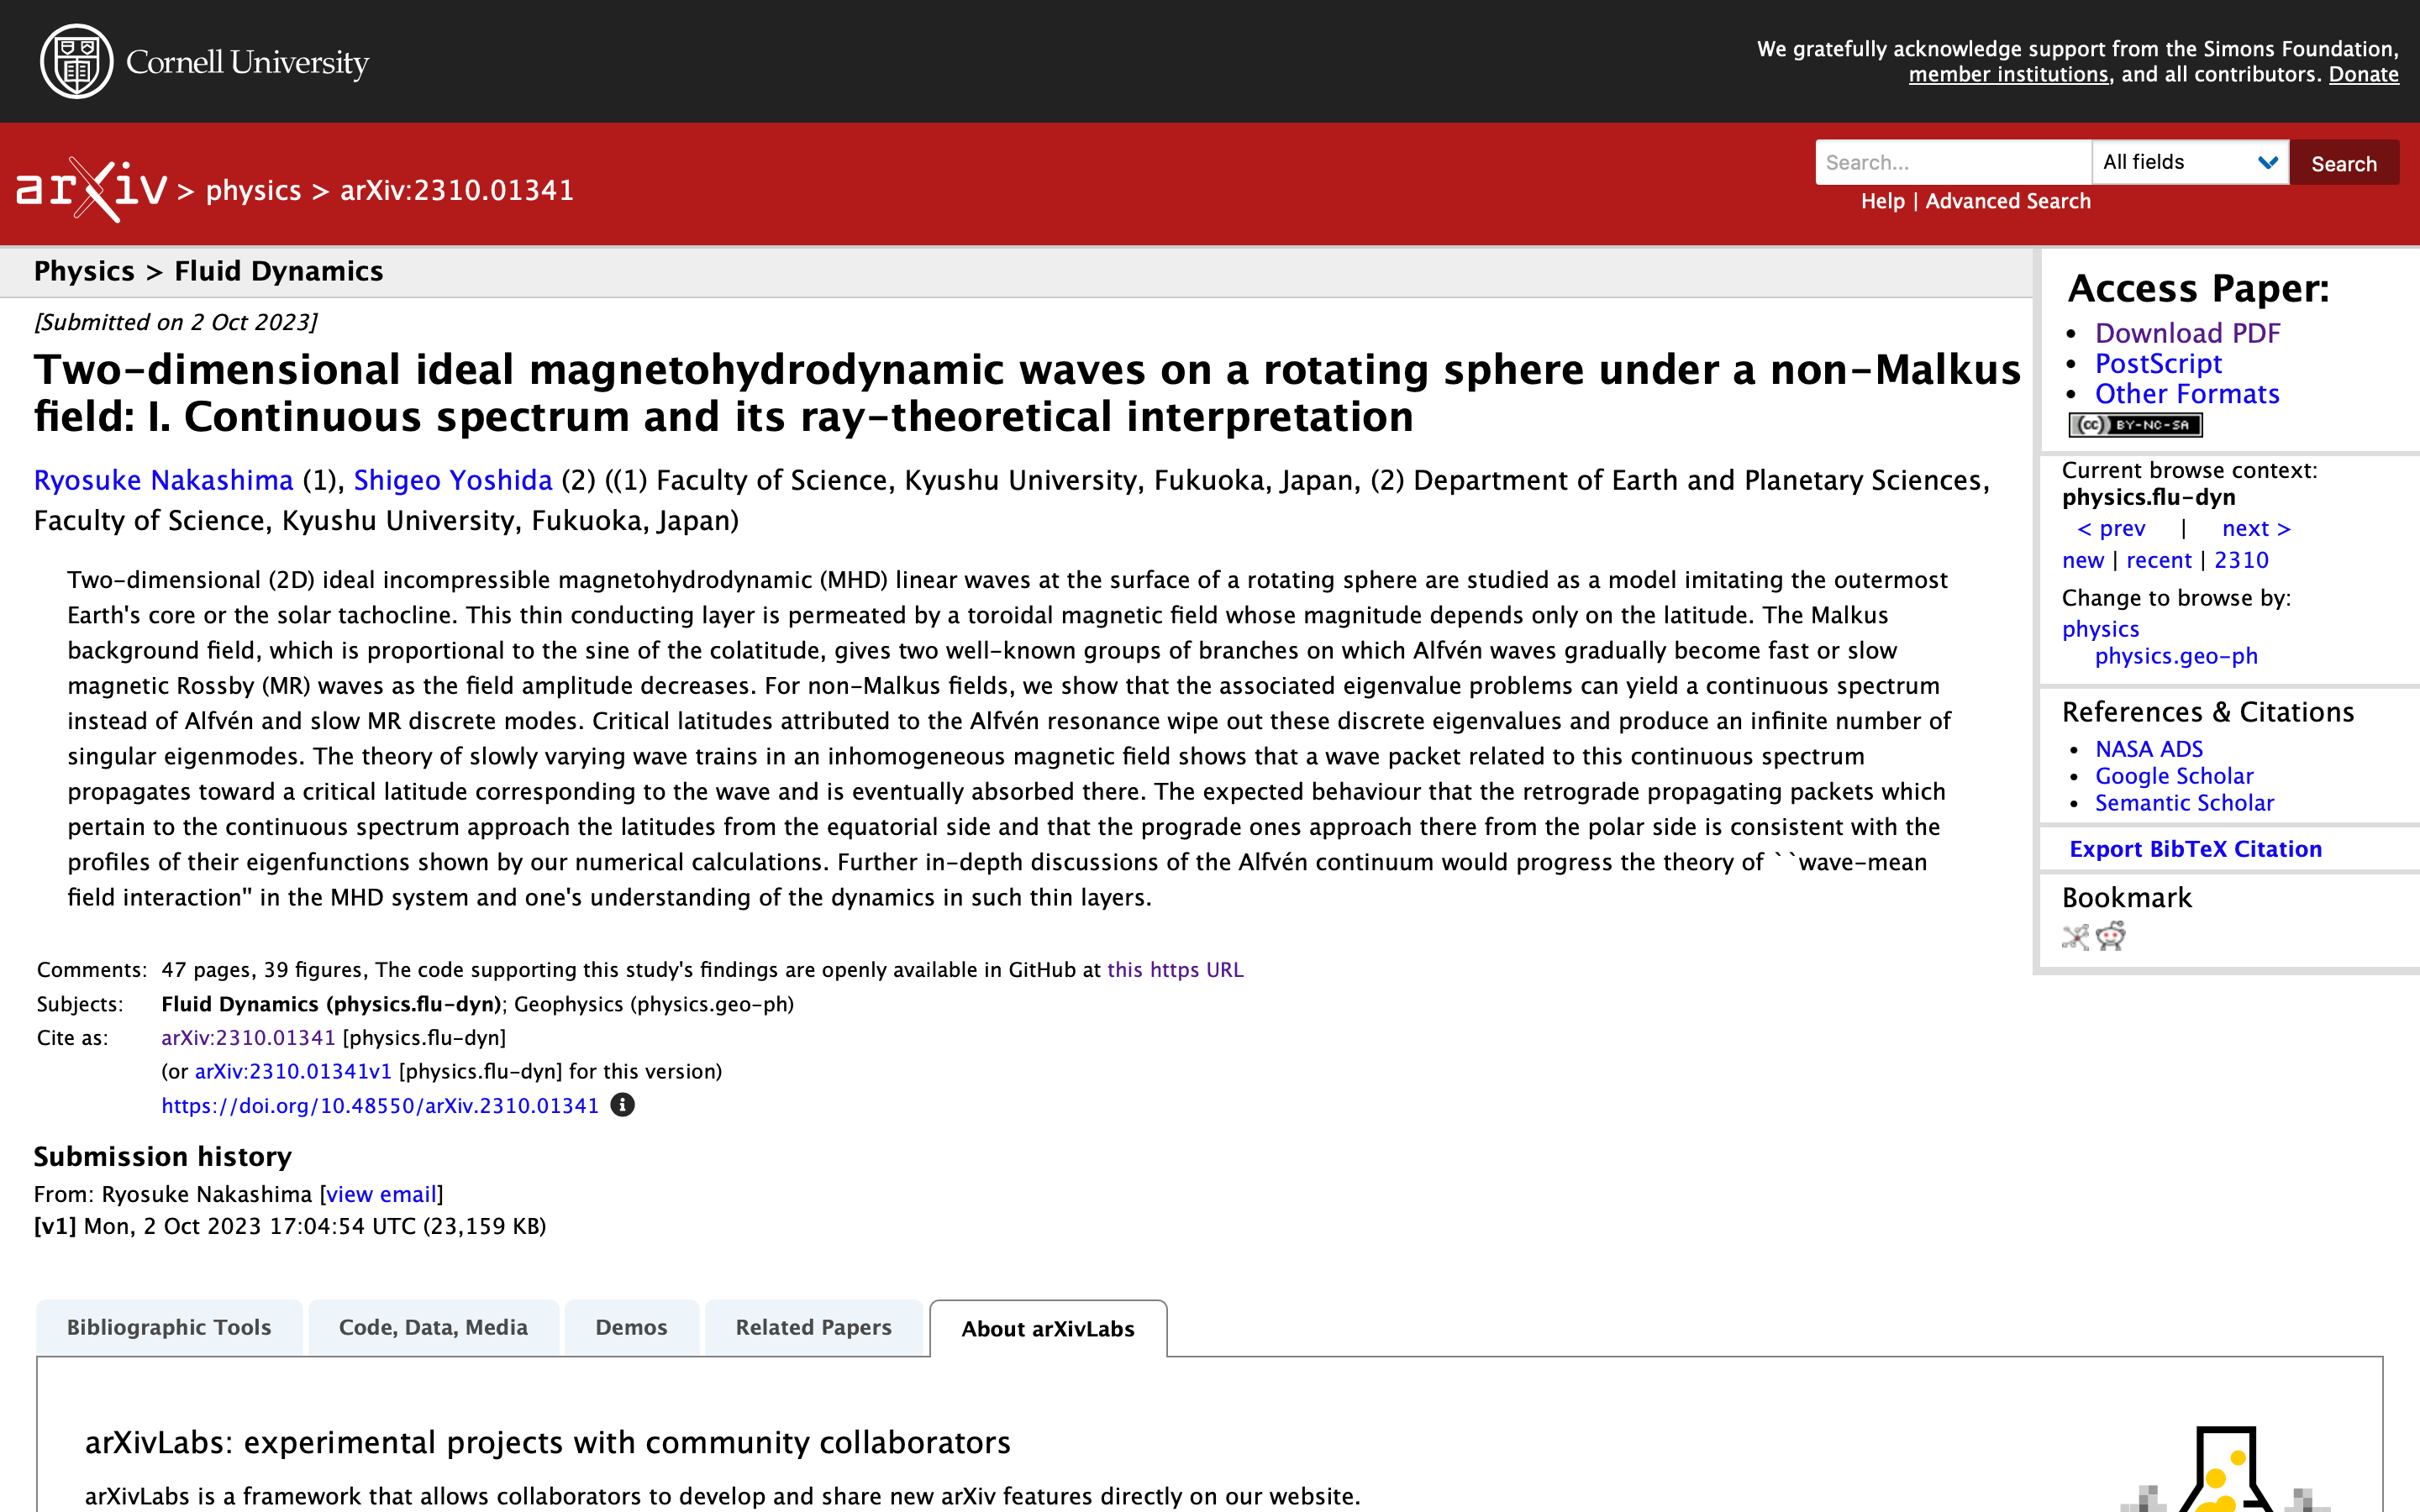 Cornell University
We gratefully acknowledge support from the Simons Foundation,
member institutions, and all contributors. Donate
arXiv > physics > arXiv:2310.01341
Search...
All fields
Search
Help | Advanced Search
Physics > Fluid Dynamics
[Submitted on 2 Oct 2023]
Two-dimensional ideal magnetohydrodynamic waves on a rotating sphere under a non-Malkus
field: I. Continuous spectrum and its ray-theoretical interpretation
Ryosuke Nakashima (1), Shigeo Yoshida (2) ((1) Faculty of Science, Kyushu University, Fukuoka, Japan, (2) Department of Earth and Planetary Sciences,
Faculty of Science, Kyushu University, Fukuoka, Japan)
Two-dimensional (2D) ideal incompressible magnetohydrodynamic (MHD) linear waves at the surface of a rotating sphere are studied as a model imitating the outermost
Earth's core or the solar tachocline. This thin conducting layer is permeated by a toroidal magnetic field whose magnitude depends only on the latitude. The Malkus
background field, which is proportional to the sine of the colatitude, gives two well-known groups of branches on which Alfvén waves gradually become fast or slow
magnetic Rossby (MR) waves as the field amplitude decreases. For non-Malkus fields, we show that the associated eigenvalue problems can yield a continuous spectrum
instead of Alfvén and slow MR discrete modes. Critical latitudes attributed to the Alfvén resonance wipe out these discrete eigenvalues and produce an infinite number of
singular eigenmodes. The theory of slowly varying wave trains in an inhomogeneous magnetic field shows that a wave packet related to this continuous spectrum
propagates toward a critical latitude corresponding to the wave and is eventually absorbed there. The expected behaviour that the retrograde propagating packets which
pertain to the continuous spectrum approach the latitudes from the equatorial side and that the prograde ones approach there from the polar side is consistent with the
profiles of their eigenfunctions shown by our numerical calculations. Further in-depth discussions of the Alfvén continuum would progress the theory of ``wave-mean
field interaction" in the MHD system and one's understanding of the dynamics in such thin layers.
Comments: 47 pages, 39 figures, The code supporting this study's findings are openly available in GitHub at this https URL
Subjects: Fluid Dynamics (physics.flu-dyn); Geophysics (physics.geo-ph)
Cite as: arXiv:2310.01341 [physics.flu-dyn]
(or arXiv:2310.01341v1 [physics.flu-dyn] for this version)
https://doi.org/10.48550/arXiv.2310.01341
Submission history
From: Ryosuke Nakashima [view email]
[v1] Mon, 2 Oct 2023 17:04:54 UTC (23,159 KB)
Access Paper:
• Download PDF
• PostScript
• Other Formats
(cc) BY-NC-SA
Current browse context:
physics.flu-dyn
< prev | next >
new | recent | 2310
Change to browse by:
physics
physics.geo-ph
References & Citations
• NASA ADS
• Google Scholar
• Semantic Scholar
Export BibTeX Citation
Bookmark
Bibliographic Tools
Code, Data, Media
Demos
Related Papers
About arXivLabs
arXivLabs: experimental projects with community collaborators
arXivLabs is a framework that allows collaborators to develop and share new arXiv features directly on our website.